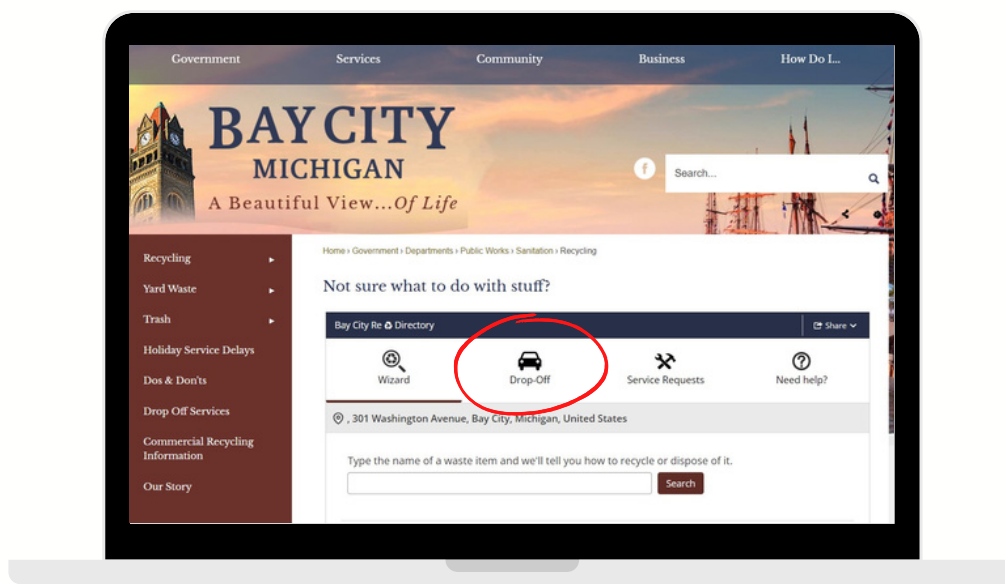 Government Services Community Business How Do I...
BAY CITY
MICHIGAN
A Beautiful View...Of Life
f
Search...
Recycling
Yard Waste
Trash
Holiday Service Delays
Dos & Don'ts
Drop Off Services
Commercial Recycling
Information
Our Story
Home › Government › Departments › Public Works › Sanitation › Recycling
Not sure what to do with stuff?
Bay City Re Directory Share
Wizard Drop-Off Service Requests Need help?
, 301 Washington Avenue, Bay City, Michigan, United States
Type the name of a waste item and we'll tell you how to recycle or dispose of it.
Search